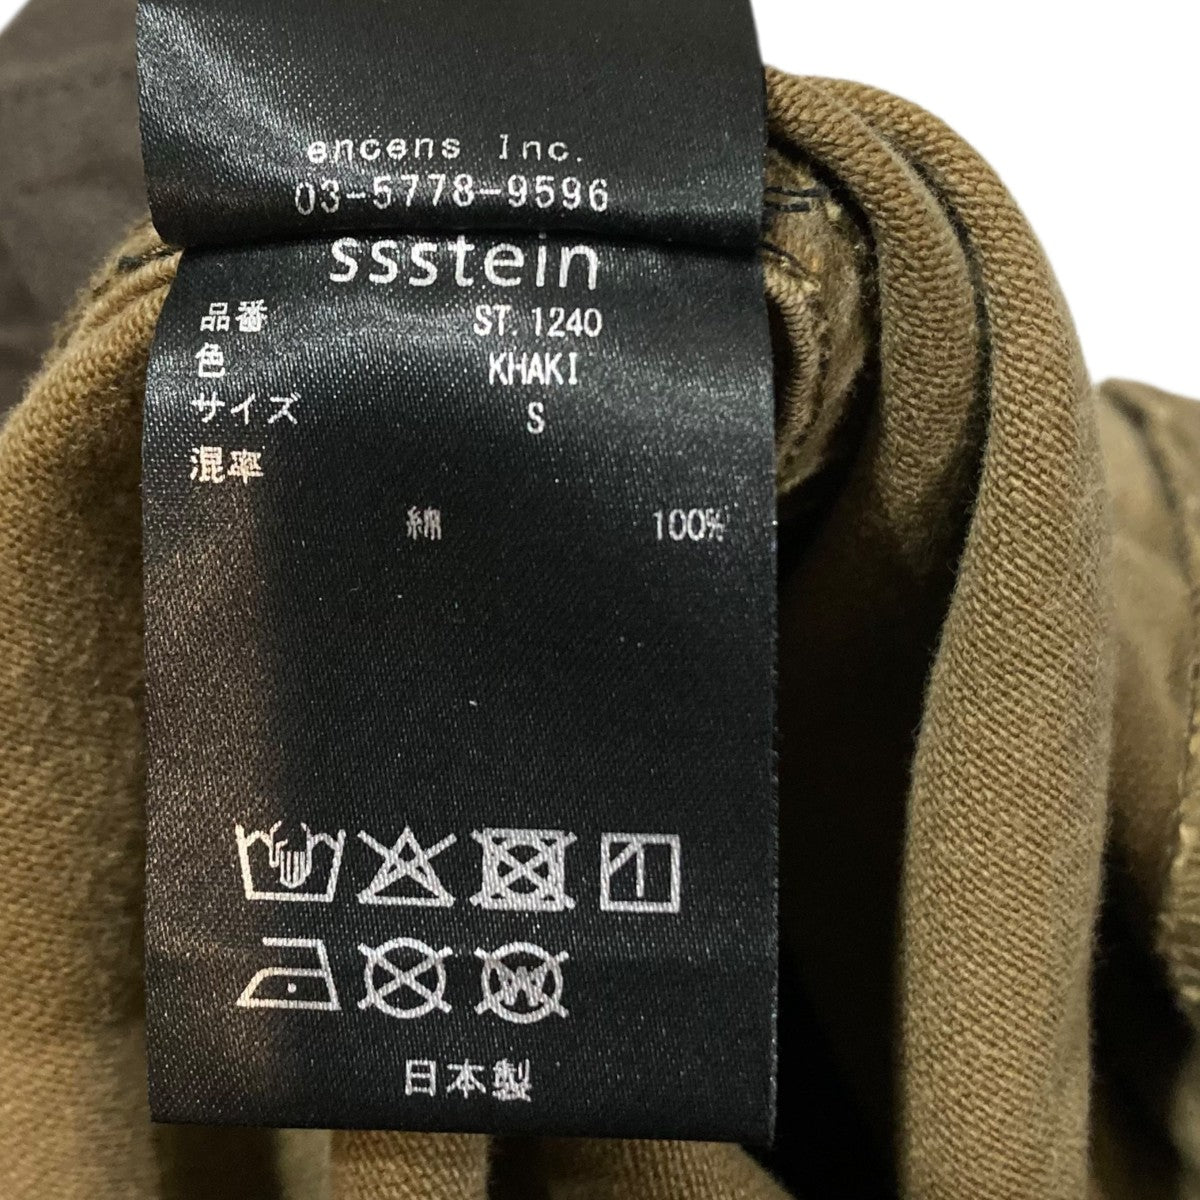 encens Inc.
03-5778-9596
ssstein
品番 ST.1240
色 KHAKI
サイズ S
混率
綿 100%
W
日本製